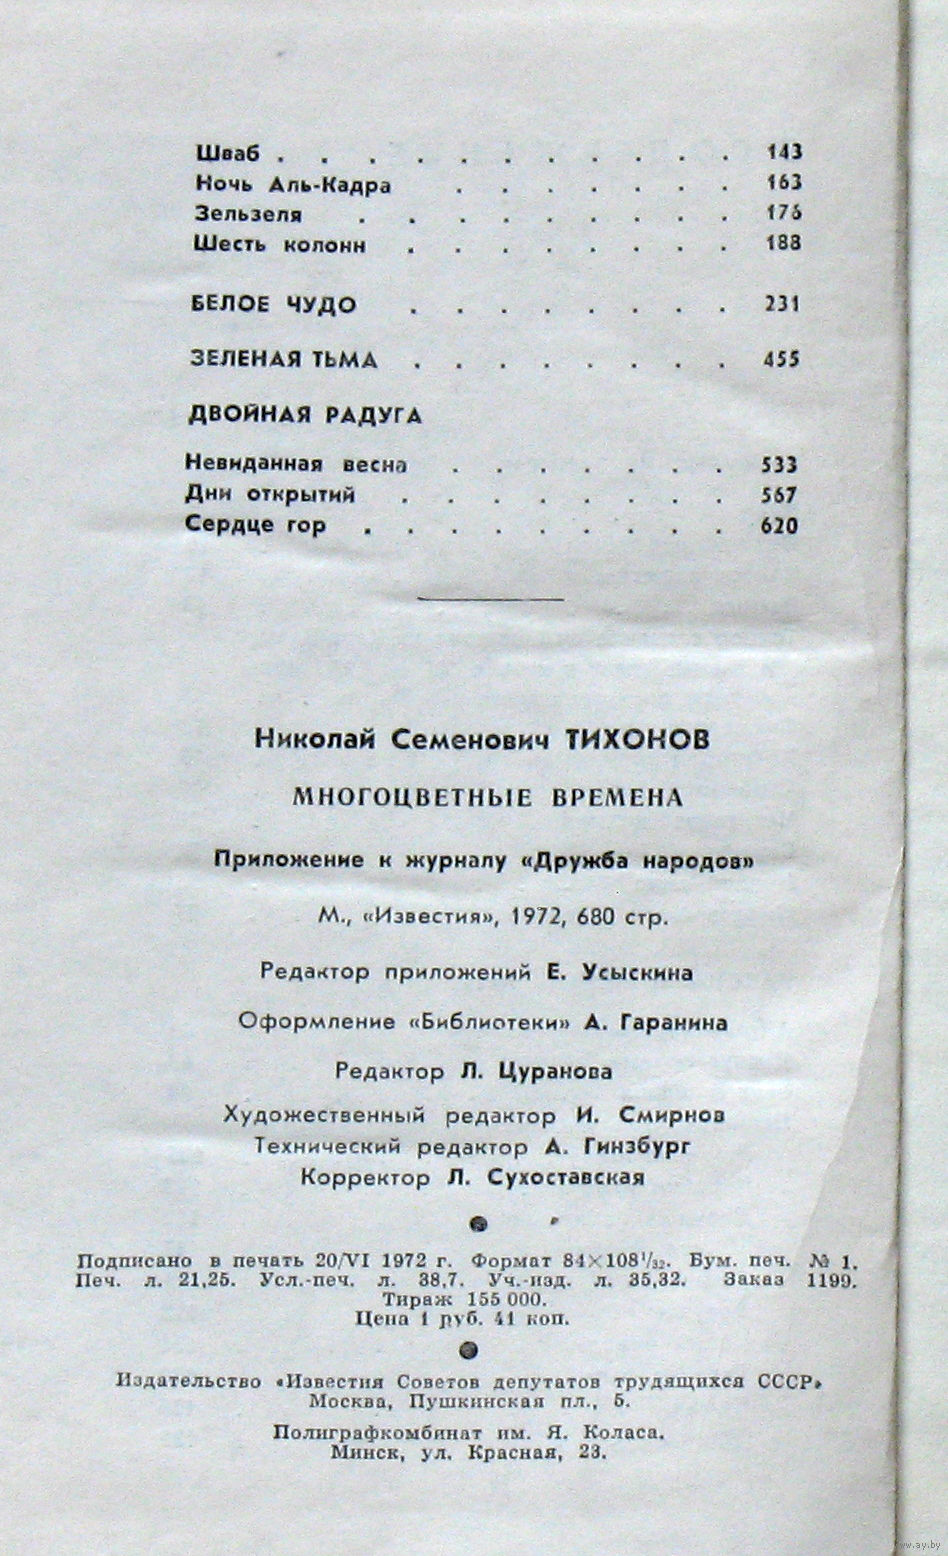 Шваб . . . . . . . . . . . 143
Ночь Аль-Кадра . . . . . . . 163
Зельзеля . . . . . . . . . 176
Шесть колонн . . . . . . . . 188
БЕЛОЕ ЧУДО . . . . . . . . 231
ЗЕЛЕНАЯ ТЬМА . . . . . . . . 455
ДВОЙНАЯ РАДУГА
Невиданная весна . . . . . . . 533
Дни открытий . . . . . . . . 567
Сердце гор . . . . . . . . . 620
Николай Семенович ТИХОНОВ
МНОГОЦВЕТНЫЕ ВРЕМЕНА
Приложение к журналу «Дружба народов»
М., «Известия», 1972, 680 стр.
Редактор приложений Е. Усыскина
Оформление «Библиотеки» А. Гаранина
Редактор Л. Цуранова
Художественный редактор И. Смирнов
Технический редактор А. Гинзбург
Корректор Л. Сухоставская
Подписано в печать 20/VI 1972 г. Формат 84×108¹/₃₂. Бум. печ. № 1.
Печ. л. 21,25. Усл.-печ. л. 38,7. Уч.-изд. л. 35,32. Заказ 1199.
Тираж 155 000.
Цена 1 руб. 41 коп.
Издательство «Известия Советов депутатов трудящихся СССР»
Москва, Пушкинская пл., 5.
Полиграфкомбинат им. Я. Коласа.
Минск, ул. Красная, 23.
www.ay.by